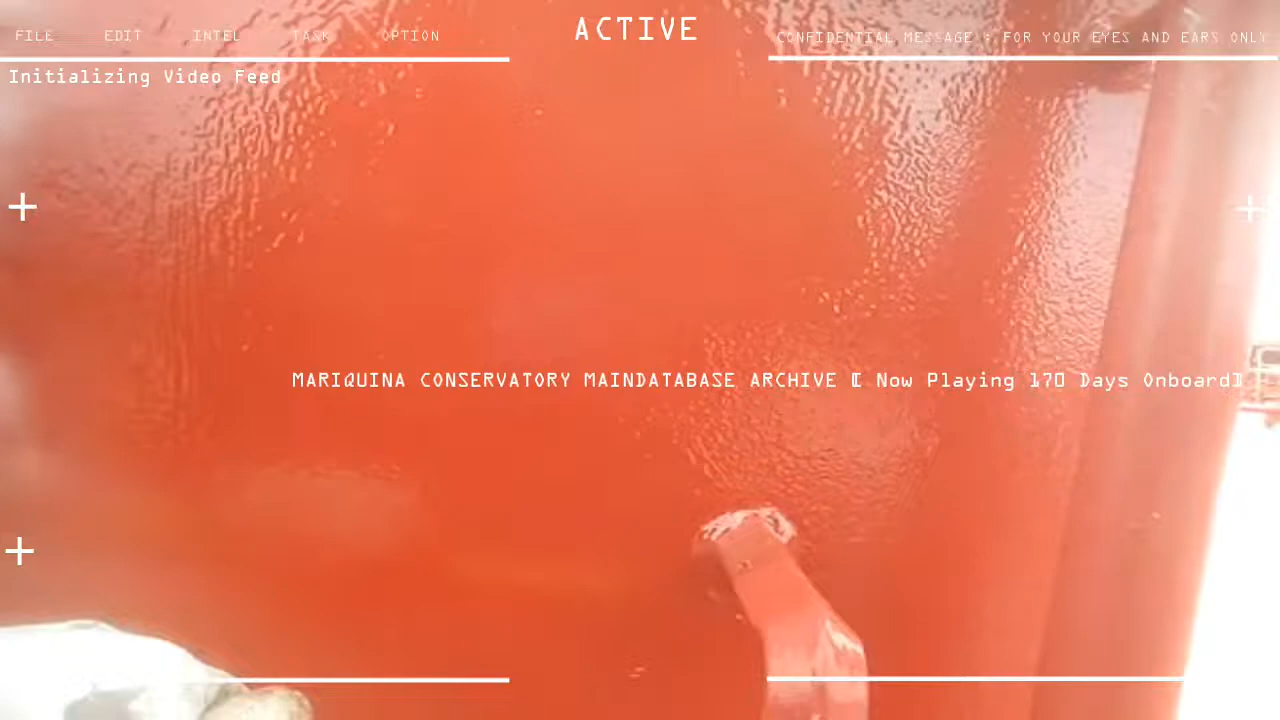 ACTIVE
FILE EDIT INTEL TASK OPTION
CONFIDENTIAL MESSAGE : FOR YOUR EYES AND EARS ONLY
Initializing Video Feed
MARIQUINA CONSERVATORY MAINDATABASE ARCHIVE [ Now Playing 170 Days Onboard]